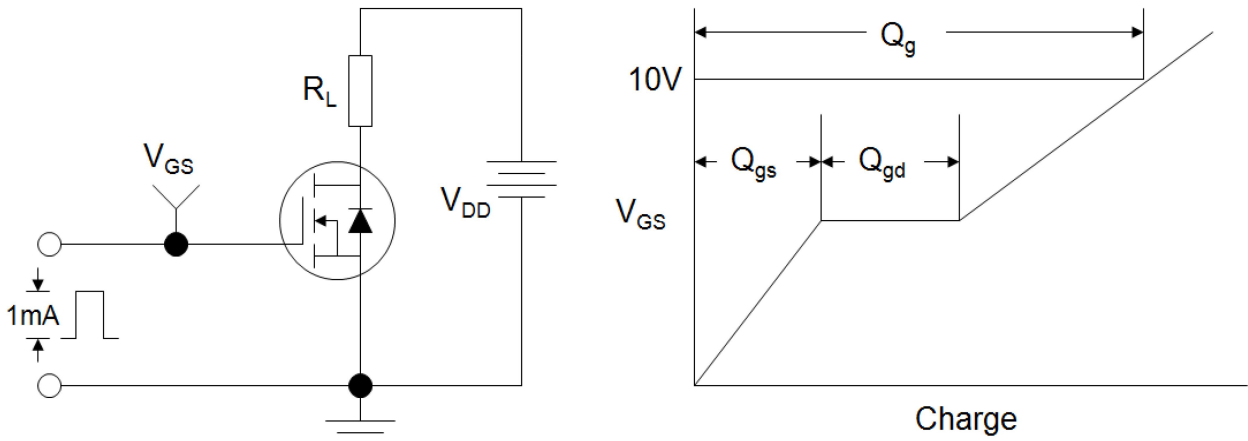 R_L
V_GS
V_DD
1mA
Q_g
10V
Q_gs
Q_gd
V_GS
Charge